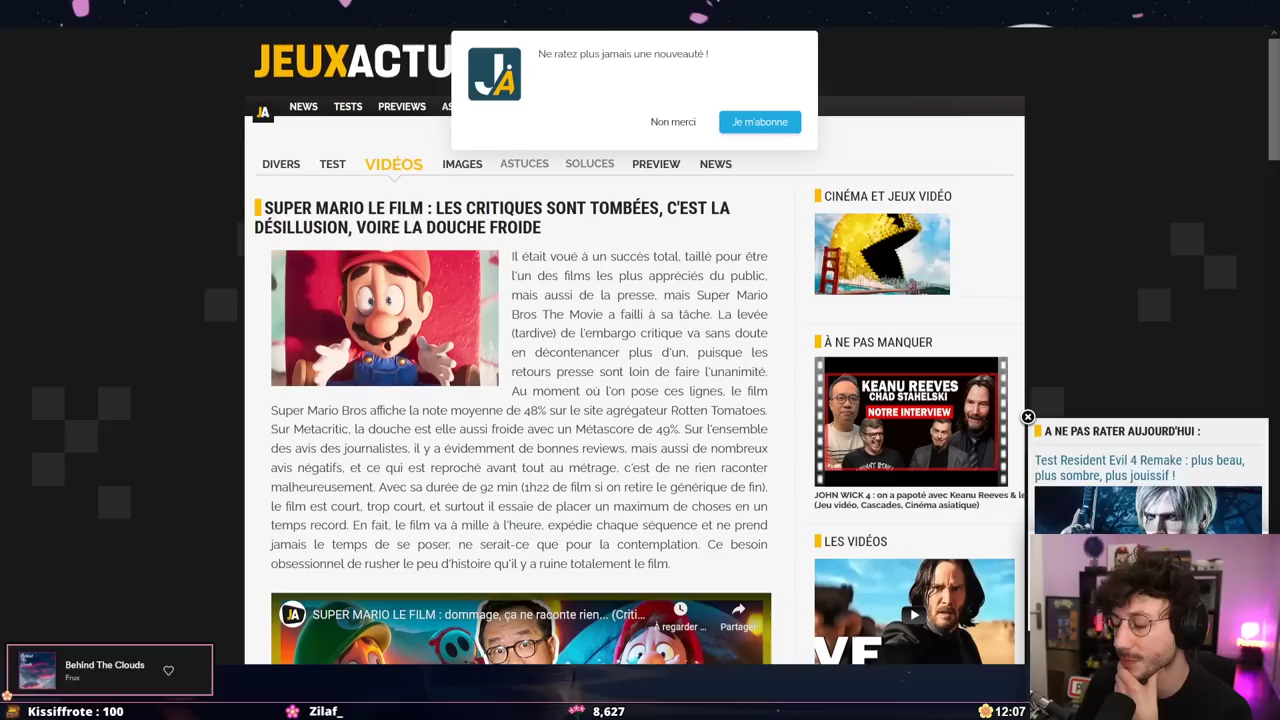 JEUXACTU
Ne ratez plus jamais une nouveauté !
Non merci
Je m'abonne
JA
NEWS
TESTS
PREVIEWS
AS
DIVERS
TEST
VIDÉOS
IMAGES
ASTUCES
SOLUCES
PREVIEW
NEWS
SUPER MARIO LE FILM : LES CRITIQUES SONT TOMBÉES, C'EST LA
DÉSILLUSION, VOIRE LA DOUCHE FROIDE
Il était voué à un succès total, taillé pour être
l'un des films les plus appréciés du public,
mais aussi de la presse, mais Super Mario
Bros The Movie a failli à sa tâche. La levée
(tardive) de l'embargo critique va sans doute
en décontenancer plus d'un, puisque les
retours presse sont loin de faire l'unanimité.
Au moment où l'on pose ces lignes, le film
Super Mario Bros affiche la note moyenne de 48% sur le site agrégateur Rotten Tomatoes.
Sur Metacritic, la douche est elle aussi froide avec un Métascore de 49%. Sur l'ensemble
des avis des journalistes, il y a évidemment de bonnes reviews, mais aussi de nombreux
avis négatifs, et ce qui est reproché avant tout au métrage, c'est de ne rien raconter
malheureusement. Avec sa durée de 92 min (1h22 de film si on retire le générique de fin),
le film est court, trop court, et surtout il essaie de placer un maximum de choses en un
temps record. En fait, le film va à mille à l'heure, expédie chaque séquence et ne prend
jamais le temps de se poser, ne serait-ce que pour la contemplation. Ce besoin
obsessionnel de rusher le peu d'histoire qu'il y a ruine totalement le film.
JA
SUPER MARIO LE FILM : dommage, ça ne raconte rien... (Criti...
À regarder ...
Partager
CINÉMA ET JEUX VIDÉO
À NE PAS MANQUER
KEANU REEVES
CHAD STAHELSKI
NOTRE INTERVIEW
JOHN WICK 4 : on a papoté avec Keanu Reeves & le
(Jeu vidéo, Cascades, Cinéma asiatique)
LES VIDÉOS
A NE PAS RATER AUJOURD'HUI :
Test Resident Evil 4 Remake : plus beau,
plus sombre, plus jouissif !
Behind The Clouds
Frux
Kissiffrote : 100
Zilaf_
8,627
12:07